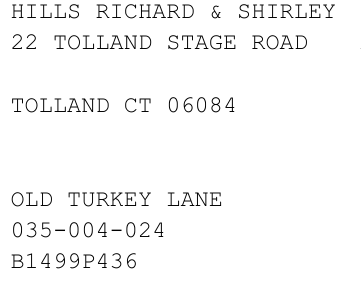 HILLS RICHARD & SHIRLEY
22 TOLLAND STAGE ROAD
TOLLAND CT 06084
OLD TURKEY LANE
035-004-024
B1499P436